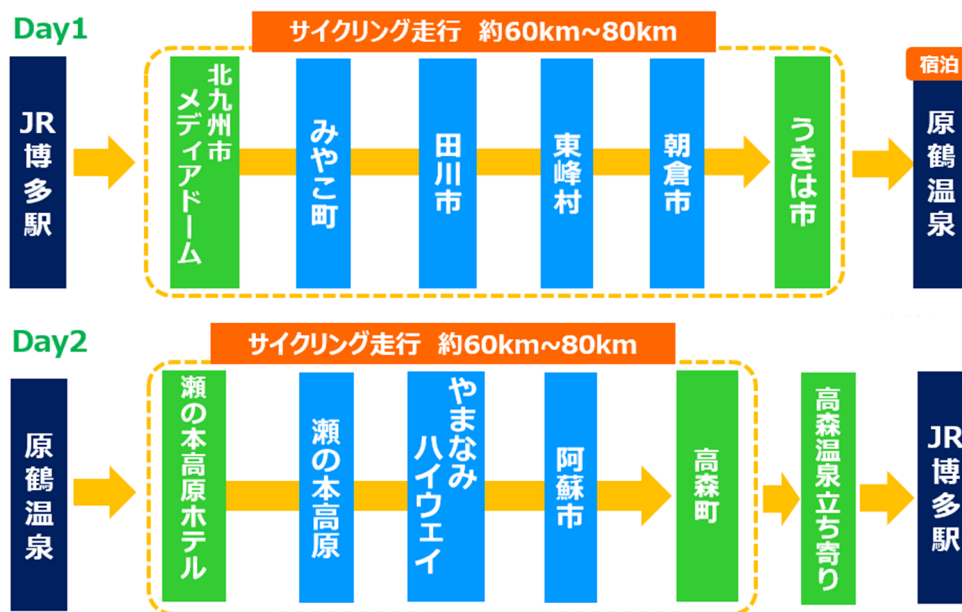 Day1
サイクリング走行 約60km~80km
JR博多駅
北九州市
メディアドーム
みやこ町
田川市
東峰村
朝倉市
うきは市
宿泊
原鶴温泉
Day2
サイクリング走行 約60km~80km
原鶴温泉
瀬の本高原ホテル
瀬の本高原
やまなみ
ハイウェイ
阿蘇市
高森町
高森温泉立ち寄り
JR博多駅